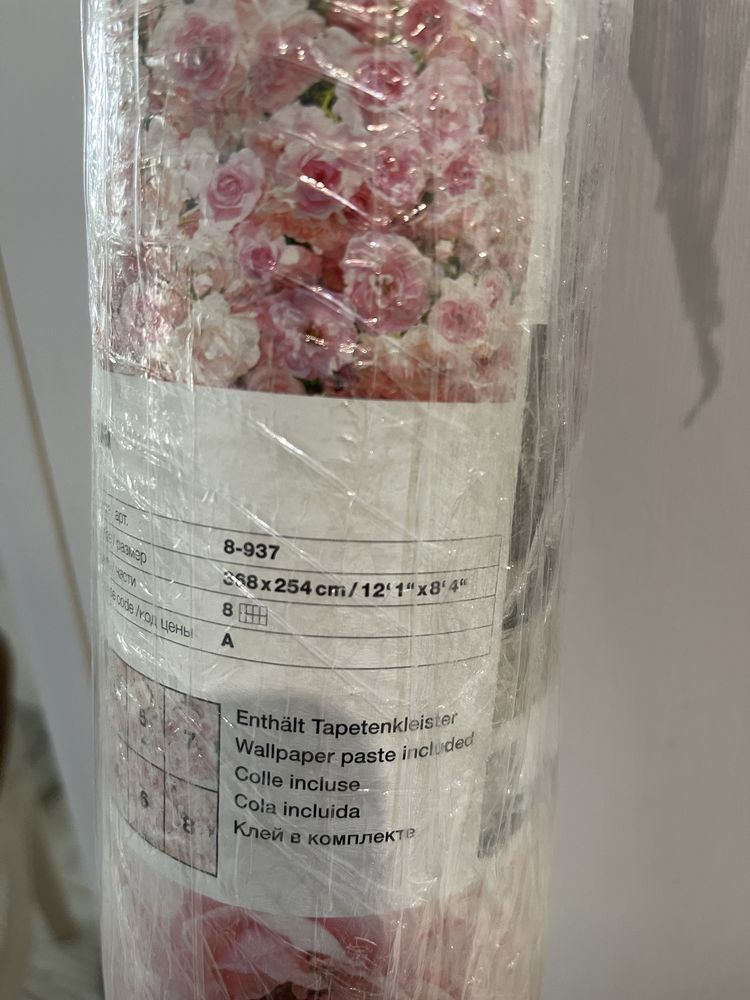 арт.
8-937
размер
368 x 254 cm / 12‘ 1“ x 8‘ 4“
части
8
code / код цены
A
5
7
6
8
Enthält Tapetenkleister
Wallpaper paste included
Colle incluse
Cola incluida
Клей в комплекте